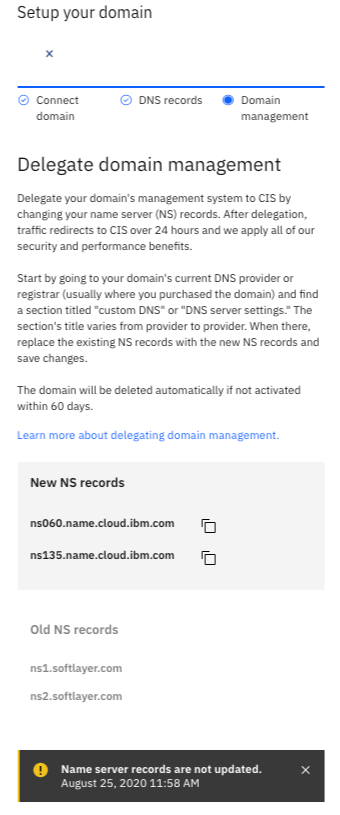 Setup your domain
Connect
domain
DNS records
Domain
management
Delegate domain management
Delegate your domain's management system to CIS by
changing your name server (NS) records. After delegation,
traffic redirects to CIS over 24 hours and we apply all of our
security and performance benefits.
Start by going to your domain's current DNS provider or
registrar (usually where you purchased the domain) and find
a section titled "custom DNS" or "DNS server settings." The
section's title varies from provider to provider. When there,
replace the existing NS records with the new NS records and
save changes.
The domain will be deleted automatically if not activated
within 60 days.
Learn more about delegating domain management.
New NS records
ns060.name.cloud.ibm.com
ns135.name.cloud.ibm.com
Old NS records
ns1.softlayer.com
ns2.softlayer.com
Name server records are not updated.
August 25, 2020 11:58 AM